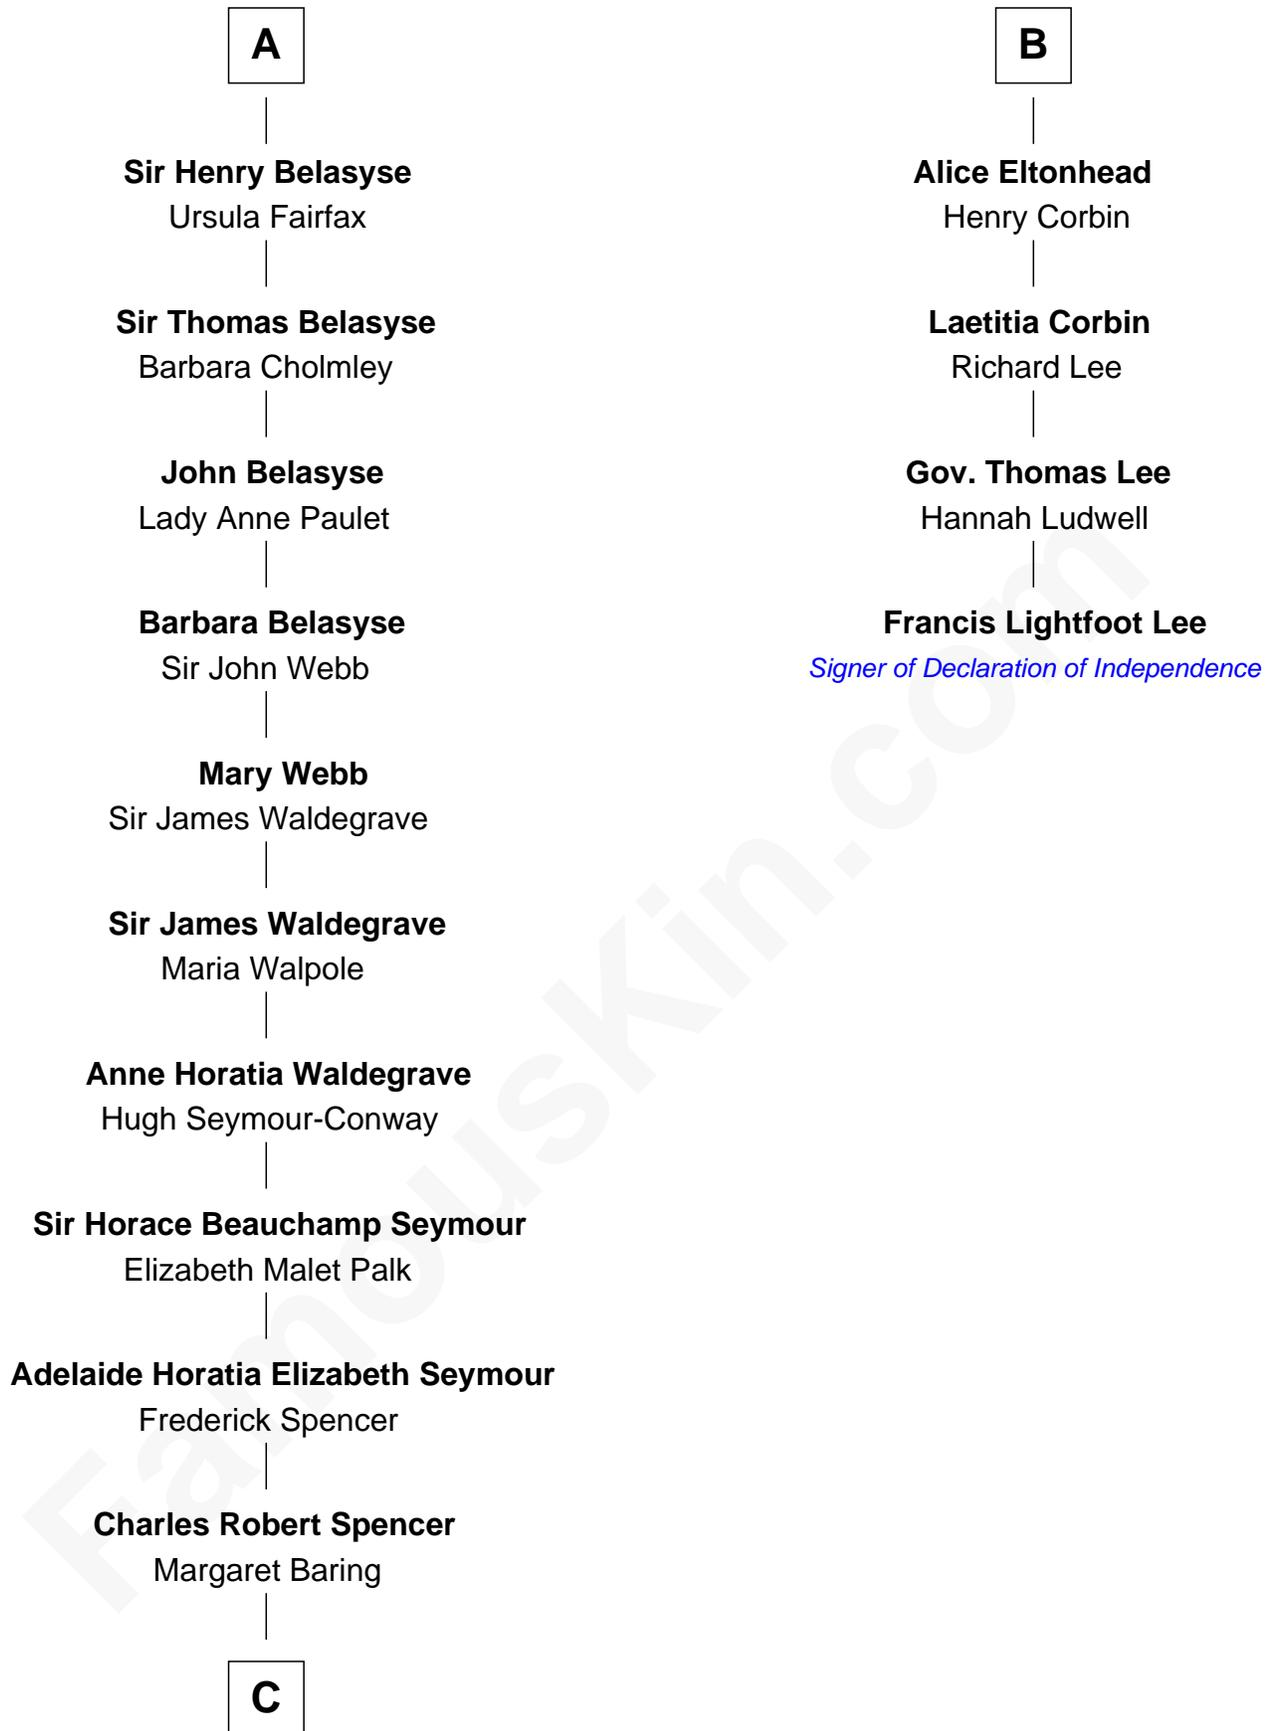 A
Sir Henry Belasyse
Ursula Fairfax
Sir Thomas Belasyse
Barbara Cholmley
John Belasyse
Lady Anne Paulet
Barbara Belasyse
Sir John Webb
Mary Webb
Sir James Waldegrave
Sir James Waldegrave
Maria Walpole
Anne Horatia Waldegrave
Hugh Seymour-Conway
Sir Horace Beauchamp Seymour
Elizabeth Malet Palk
Adelaide Horatia Elizabeth Seymour
Frederick Spencer
Charles Robert Spencer
Margaret Baring
C
B
Alice Eltonhead
Henry Corbin
Laetitia Corbin
Richard Lee
Gov. Thomas Lee
Hannah Ludwell
Francis Lightfoot Lee
Signer of Declaration of Independence
FamousKin.com